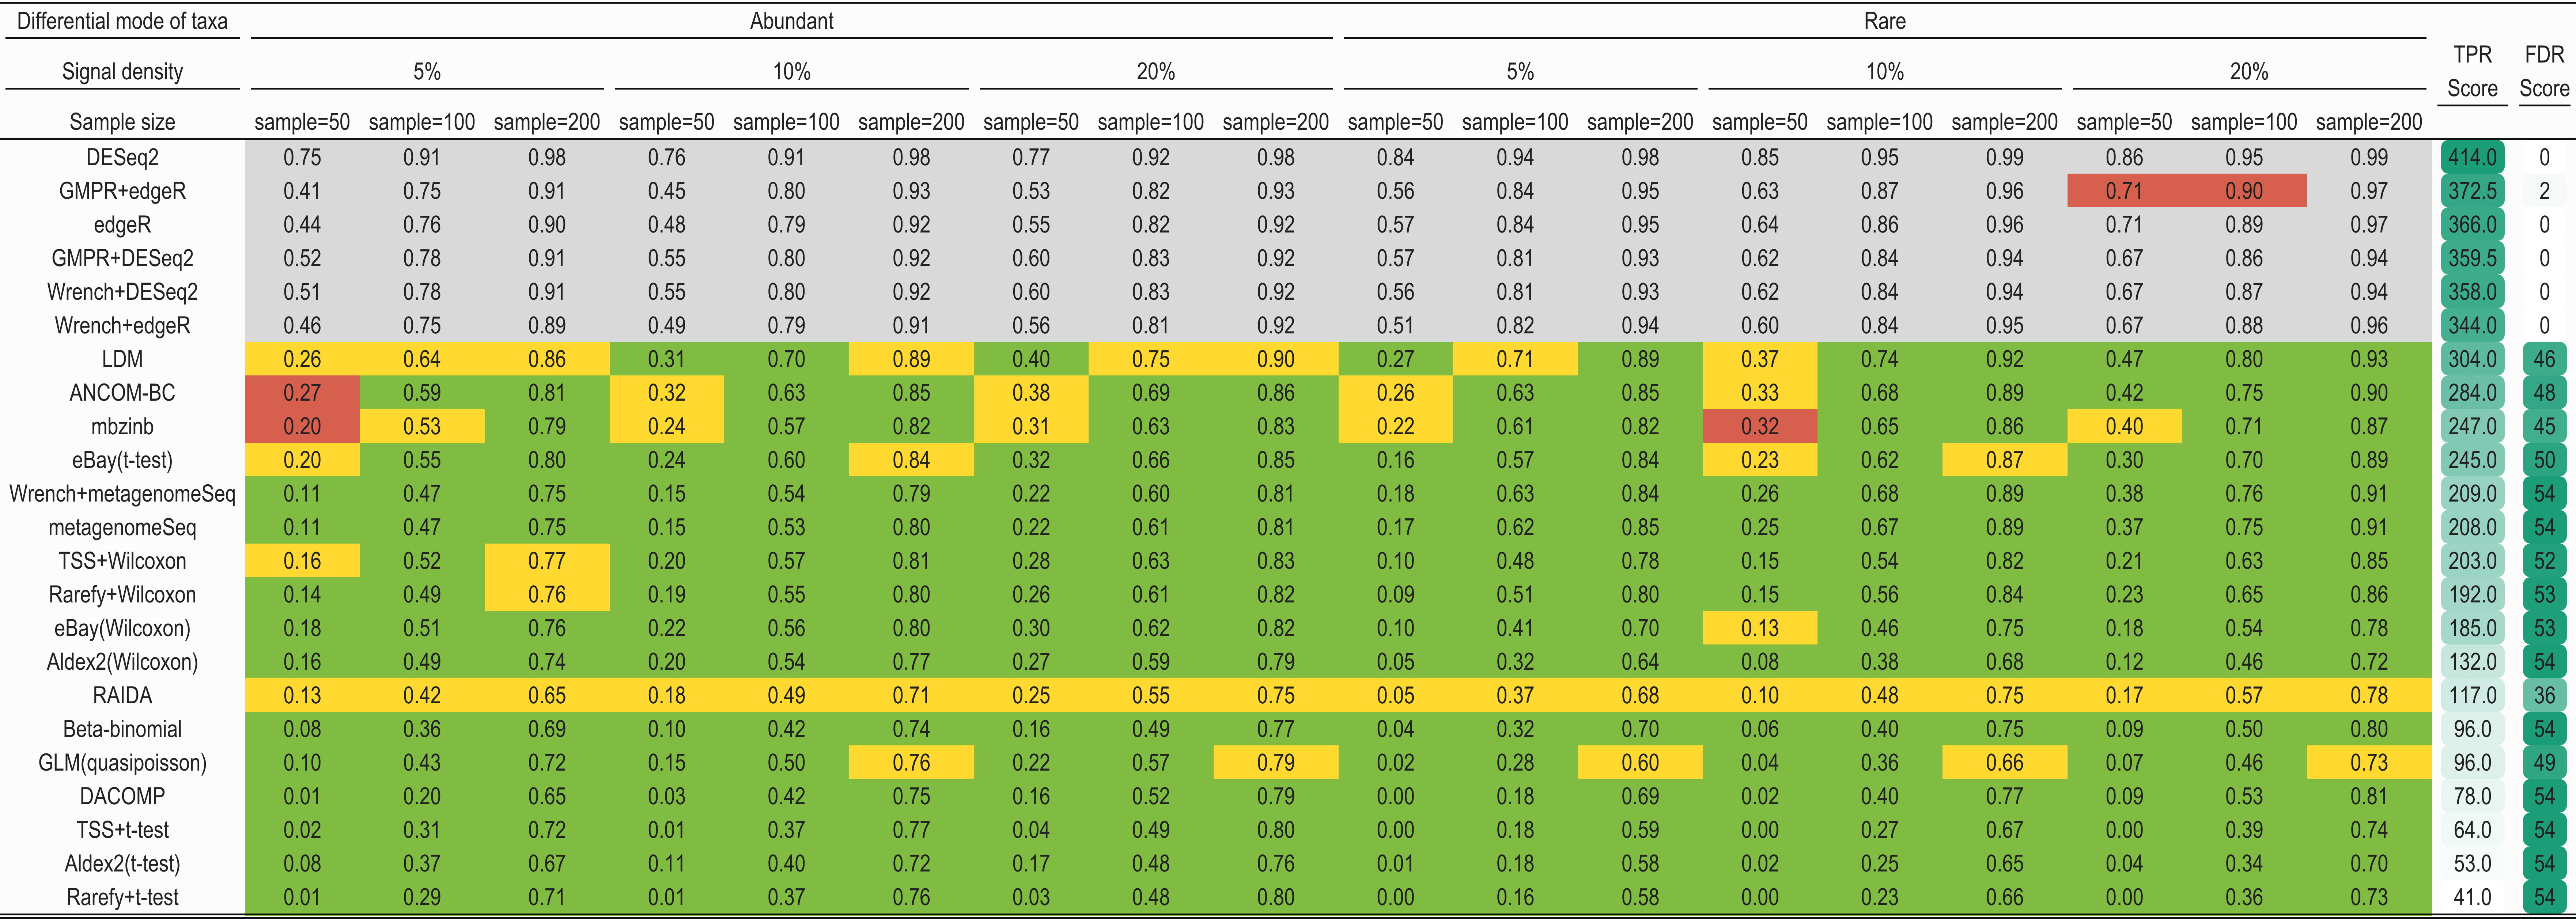 Differential mode of taxa Abundant Rare
TPR FDR
Signal density 5% 10% 20% 5% 10% 20%
Score Score
Sample size sample=50 sample=100 sample=200 sample=50 sample=100 sample=200 sample=50 sample=100 sample=200 sample=50 sample=100 sample=200 sample=50 sample=100 sample=200 sample=50 sample=100 sample=200
DESeq2 0.75 0.91 0.98 0.76 0.91 0.98 0.77 0.92 0.98 0.84 0.94 0.98 0.85 0.95 0.99 0.86 0.95 0.99 414.0 0
GMPR+edgeR 0.41 0.75 0.91 0.45 0.80 0.93 0.53 0.82 0.93 0.56 0.84 0.95 0.63 0.87 0.96 0.71 0.90 0.97 372.5 2
edgeR 0.44 0.76 0.90 0.48 0.79 0.92 0.55 0.82 0.92 0.57 0.84 0.95 0.64 0.86 0.96 0.71 0.89 0.97 366.0 0
GMPR+DESeq2 0.52 0.78 0.91 0.55 0.80 0.92 0.60 0.83 0.92 0.57 0.81 0.93 0.62 0.84 0.94 0.67 0.86 0.94 359.5 0
Wrench+DESeq2 0.51 0.78 0.91 0.55 0.80 0.92 0.60 0.83 0.92 0.56 0.81 0.93 0.62 0.84 0.94 0.67 0.87 0.94 358.0 0
Wrench+edgeR 0.46 0.75 0.89 0.49 0.79 0.91 0.56 0.81 0.92 0.51 0.82 0.94 0.60 0.84 0.95 0.67 0.88 0.96 344.0 0
LDM 0.26 0.64 0.86 0.31 0.70 0.89 0.40 0.75 0.90 0.27 0.71 0.89 0.37 0.74 0.92 0.47 0.80 0.93 304.0 46
ANCOM-BC 0.27 0.59 0.81 0.32 0.63 0.85 0.38 0.69 0.86 0.26 0.63 0.85 0.33 0.68 0.89 0.42 0.75 0.90 284.0 48
mbzinb 0.20 0.53 0.79 0.24 0.57 0.82 0.31 0.63 0.83 0.22 0.61 0.82 0.32 0.65 0.86 0.40 0.71 0.87 247.0 45
eBay(t-test) 0.20 0.55 0.80 0.24 0.60 0.84 0.32 0.66 0.85 0.16 0.57 0.84 0.23 0.62 0.87 0.30 0.70 0.89 245.0 50
Wrench+metagenomeSeq 0.11 0.47 0.75 0.15 0.54 0.79 0.22 0.60 0.81 0.18 0.63 0.84 0.26 0.68 0.89 0.38 0.76 0.91 209.0 54
metagenomeSeq 0.11 0.47 0.75 0.15 0.53 0.80 0.22 0.61 0.81 0.17 0.62 0.85 0.25 0.67 0.89 0.37 0.75 0.91 208.0 54
TSS+Wilcoxon 0.16 0.52 0.77 0.20 0.57 0.81 0.28 0.63 0.83 0.10 0.48 0.78 0.15 0.54 0.82 0.21 0.63 0.85 203.0 52
Rarefy+Wilcoxon 0.14 0.49 0.76 0.19 0.55 0.80 0.26 0.61 0.82 0.09 0.51 0.80 0.15 0.56 0.84 0.23 0.65 0.86 192.0 53
eBay(Wilcoxon) 0.18 0.51 0.76 0.22 0.56 0.80 0.30 0.62 0.82 0.10 0.41 0.70 0.13 0.46 0.75 0.18 0.54 0.78 185.0 53
Aldex2(Wilcoxon) 0.16 0.49 0.74 0.20 0.54 0.77 0.27 0.59 0.79 0.05 0.32 0.64 0.08 0.38 0.68 0.12 0.46 0.72 132.0 54
RAIDA 0.13 0.42 0.65 0.18 0.49 0.71 0.25 0.55 0.75 0.05 0.37 0.68 0.10 0.48 0.75 0.17 0.57 0.78 117.0 36
Beta-binomial 0.08 0.36 0.69 0.10 0.42 0.74 0.16 0.49 0.77 0.04 0.32 0.70 0.06 0.40 0.75 0.09 0.50 0.80 96.0 54
GLM(quasipoisson) 0.10 0.43 0.72 0.15 0.50 0.76 0.22 0.57 0.79 0.02 0.28 0.60 0.04 0.36 0.66 0.07 0.46 0.73 96.0 49
DACOMP 0.01 0.20 0.65 0.03 0.42 0.75 0.16 0.52 0.79 0.00 0.18 0.69 0.02 0.40 0.77 0.09 0.53 0.81 78.0 54
TSS+t-test 0.02 0.31 0.72 0.01 0.37 0.77 0.04 0.49 0.80 0.00 0.18 0.59 0.00 0.27 0.67 0.00 0.39 0.74 64.0 54
Aldex2(t-test) 0.08 0.37 0.67 0.11 0.40 0.72 0.17 0.48 0.76 0.01 0.18 0.58 0.02 0.25 0.65 0.04 0.34 0.70 53.0 54
Rarefy+t-test 0.01 0.29 0.71 0.01 0.37 0.76 0.03 0.48 0.80 0.00 0.16 0.58 0.00 0.23 0.66 0.00 0.36 0.73 41.0 54